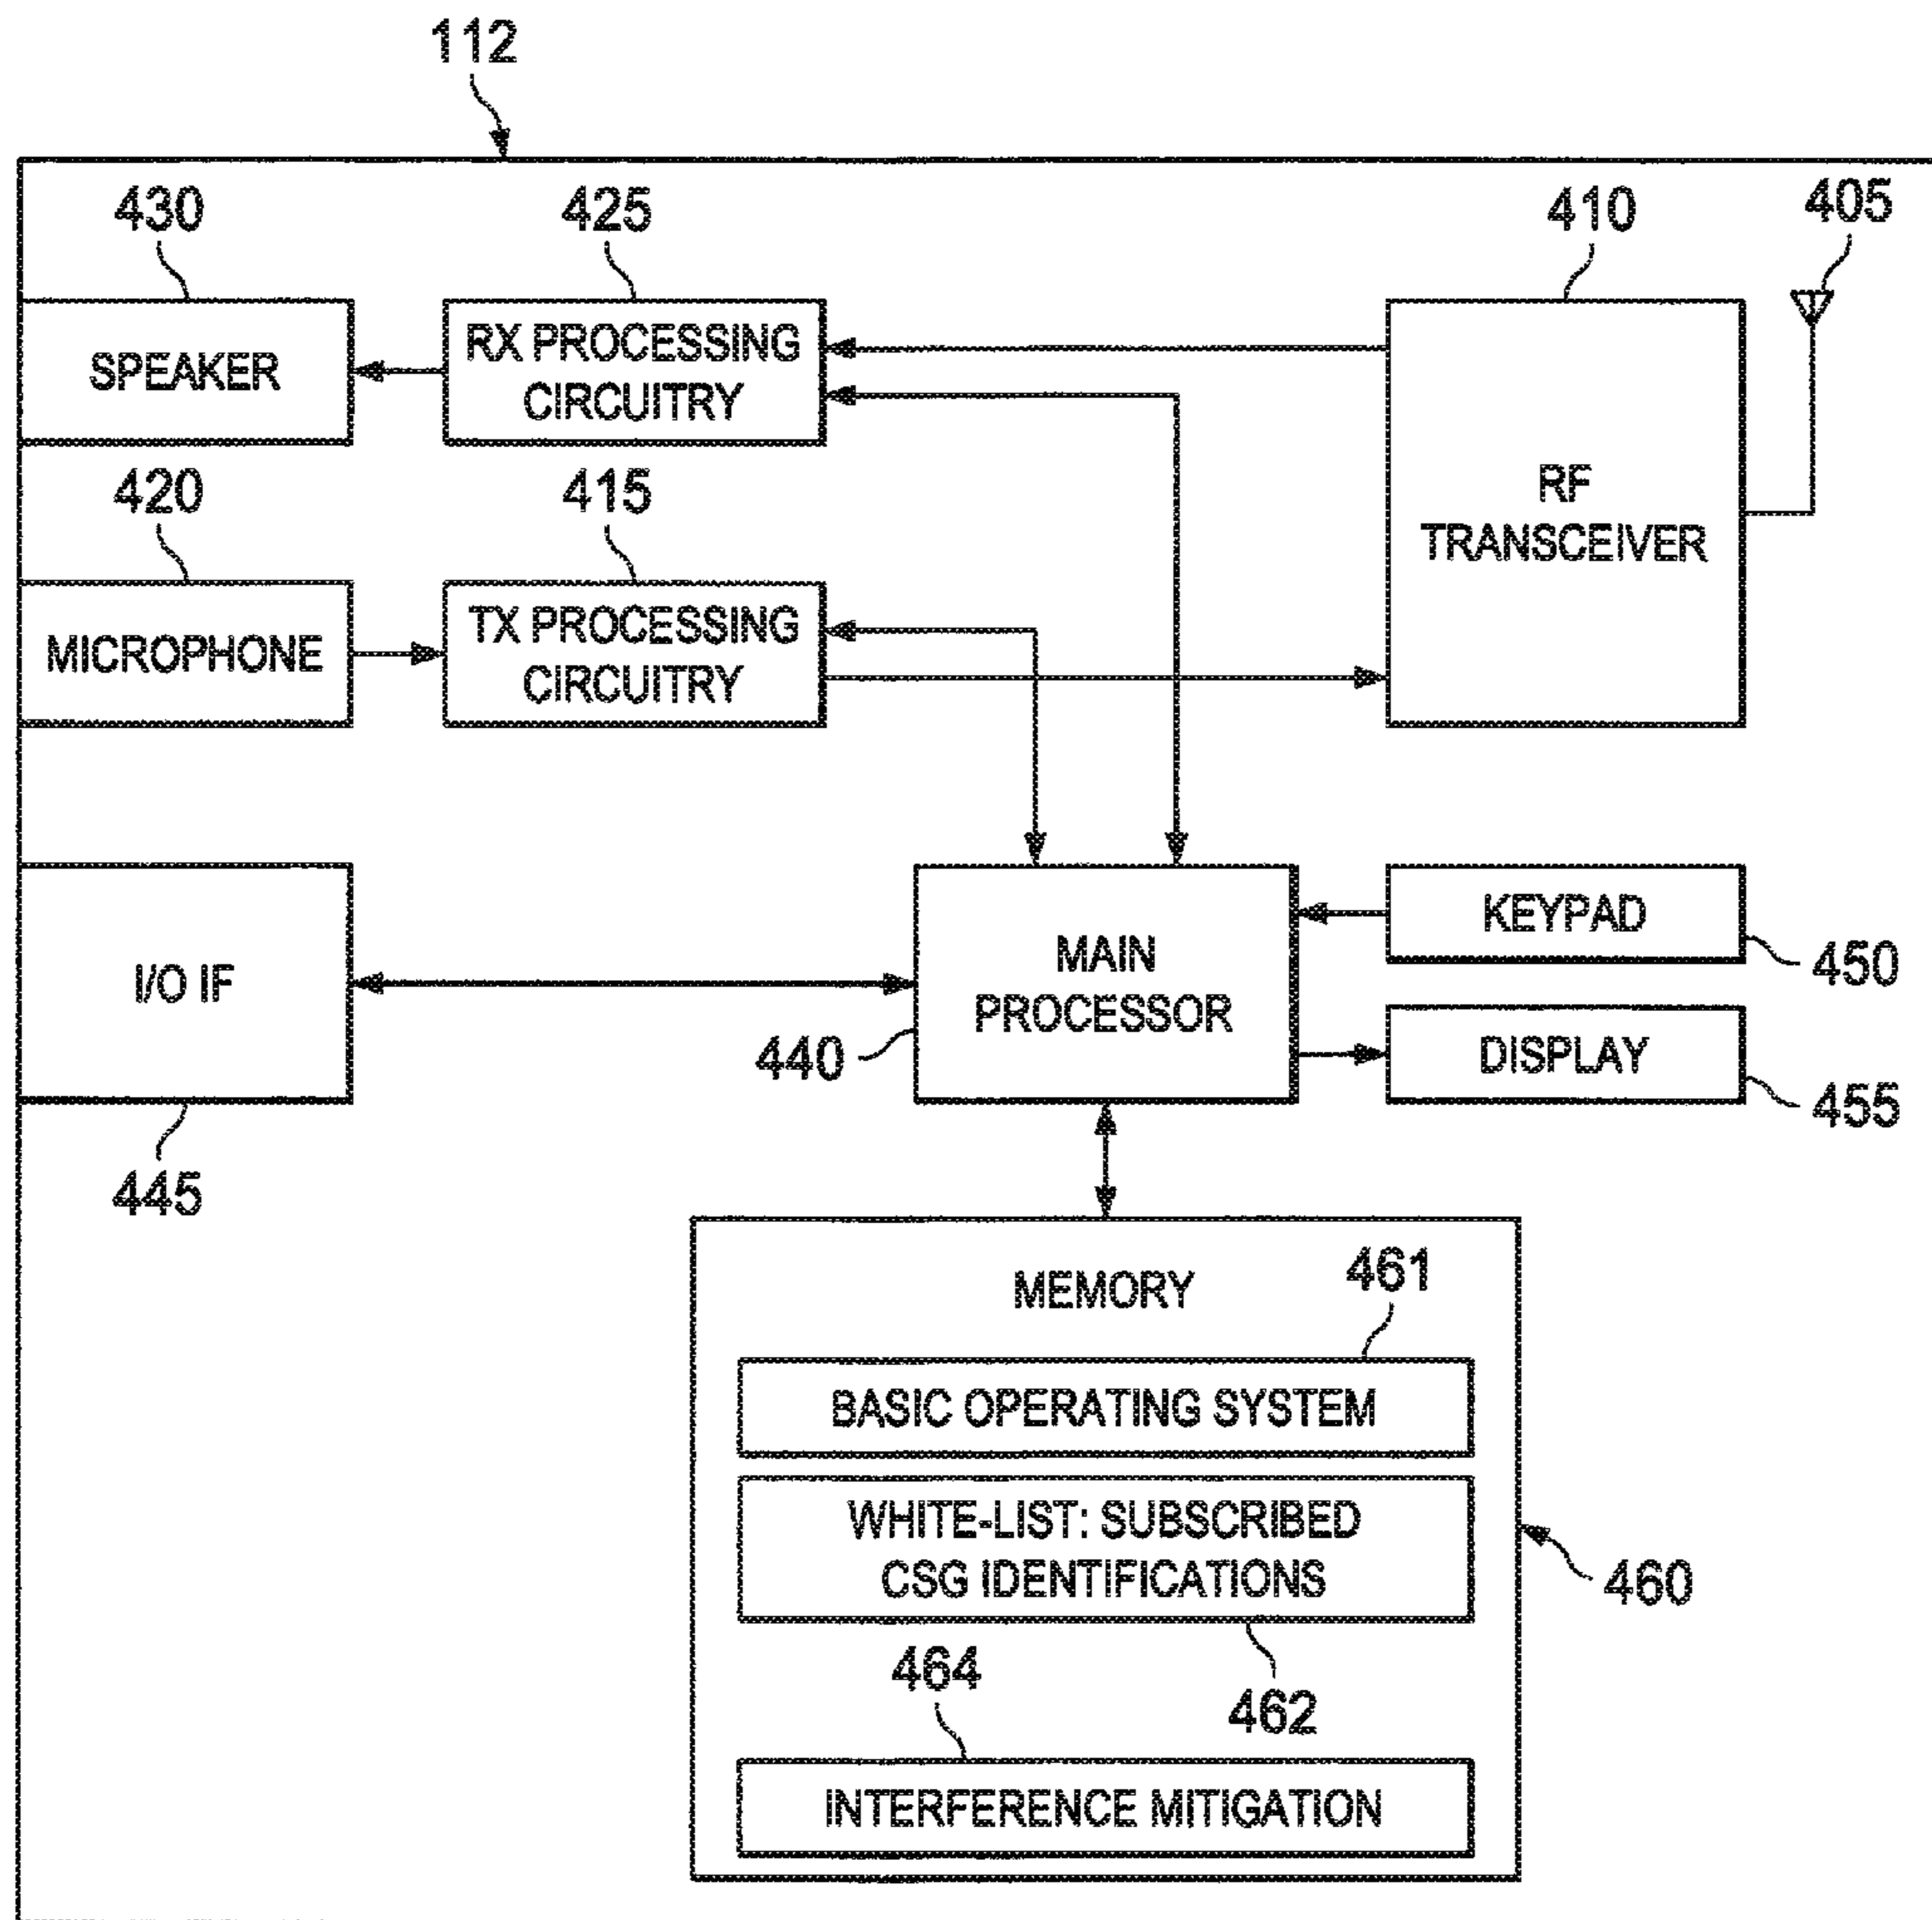 112
430
425
410
405
SPEAKER
RX PROCESSING
CIRCUITRY
RF
TRANSCEIVER
420
415
MICROPHONE
TX PROCESSING
CIRCUITRY
I/O IF
445
MAIN
PROCESSOR
440
KEYPAD
450
DISPLAY
455
MEMORY
461
BASIC OPERATING SYSTEM
WHITE-LIST: SUBSCRIBED
CSG IDENTIFICATIONS
460
464
462
INTERFERENCE MITIGATION